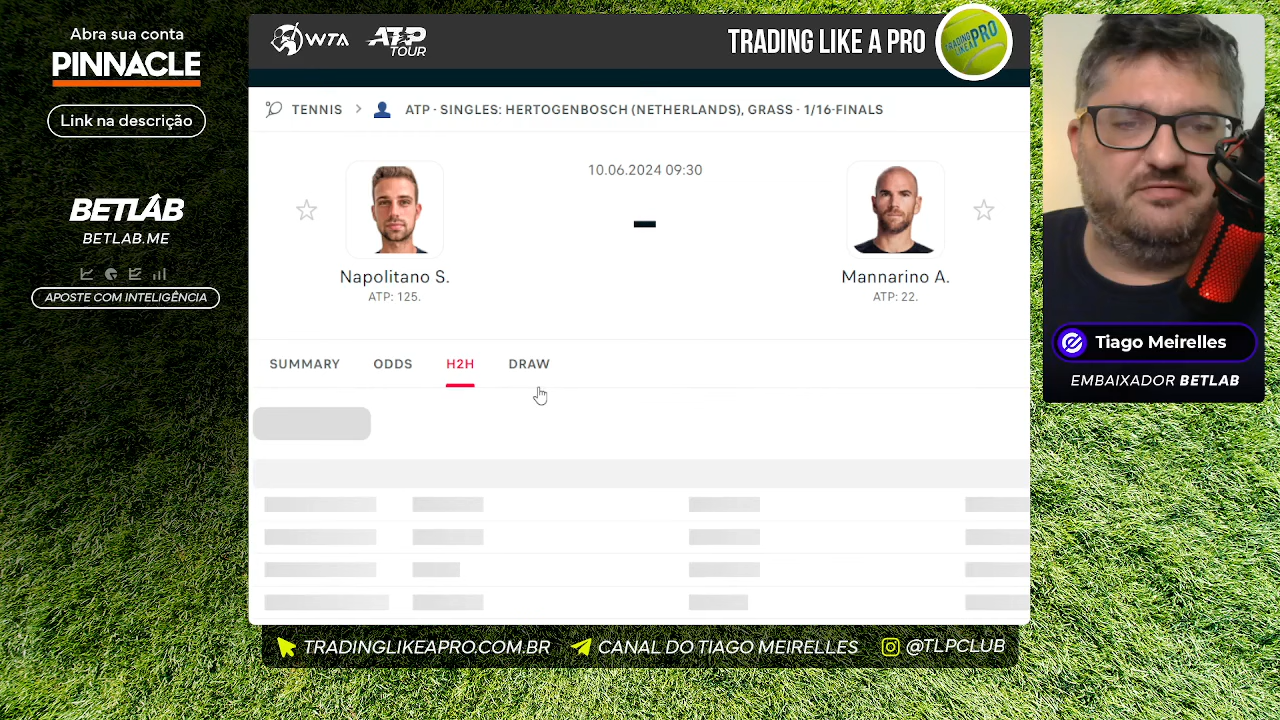 Abra sua conta
PINNACLE
Link na descrição
BETLAB
BETLAB.ME
APOSTE COM INTELIGÊNCIA
WTA
ATP
TOUR
TRADING LIKE A PRO
TRADING
LIKE A
PRO
TENNIS
ATP - SINGLES: HERTOGENBOSCH (NETHERLANDS), GRASS - 1/16-FINALS
10.06.2024 09:30
-
Napolitano S.
ATP: 125.
Mannarino A.
ATP: 22.
SUMMARY ODDS H2H DRAW
Tiago Meirelles
EMBAIXADOR BETLAB
TRADINGLIKEAPRO.COM.BR CANAL DO TIAGO MEIRELLES @TLPCLUB